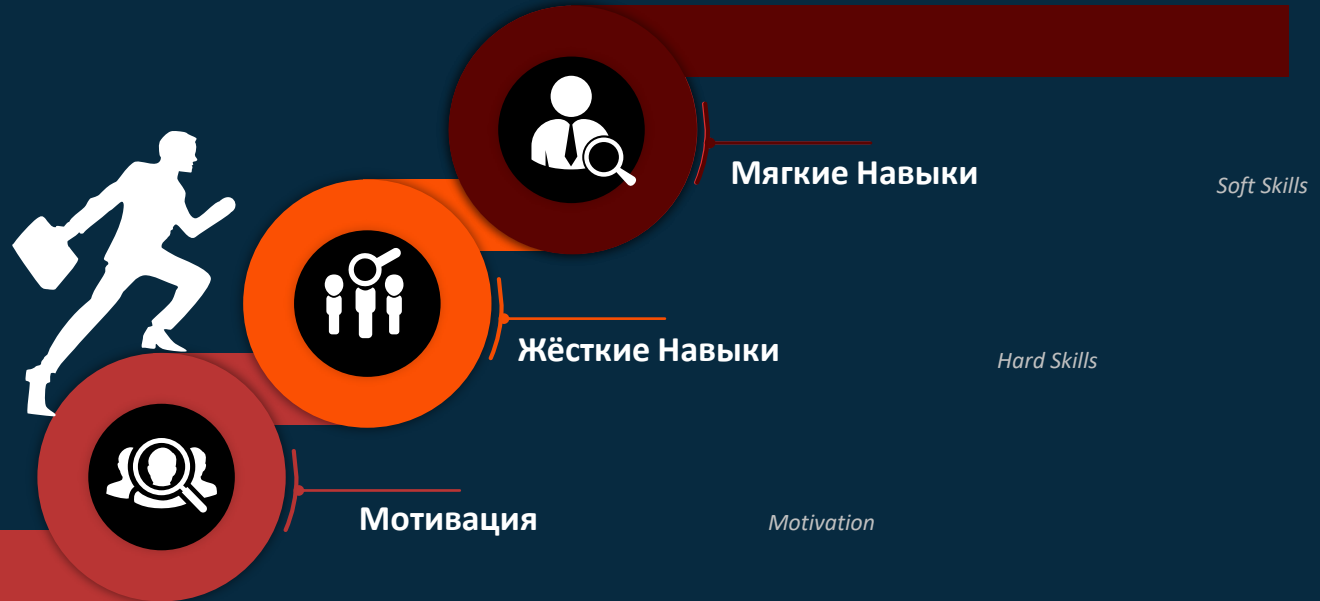 Мягкие Навыки
Soft Skills
Жёсткие Навыки
Hard Skills
Мотивация
Motivation